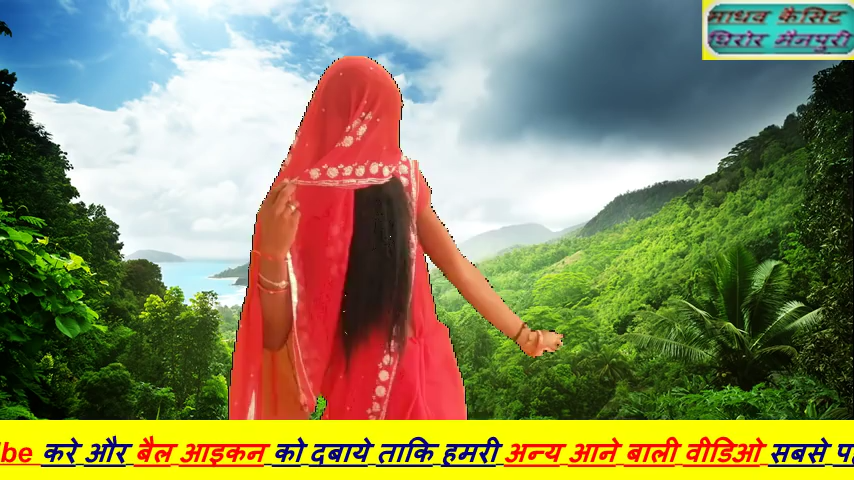 माधव कैसिट
घिरोर मैनपुरी
be करे और बैल आइकन को दबाये ताकि हमरी अन्य आने बाली वीडिओ सबसे